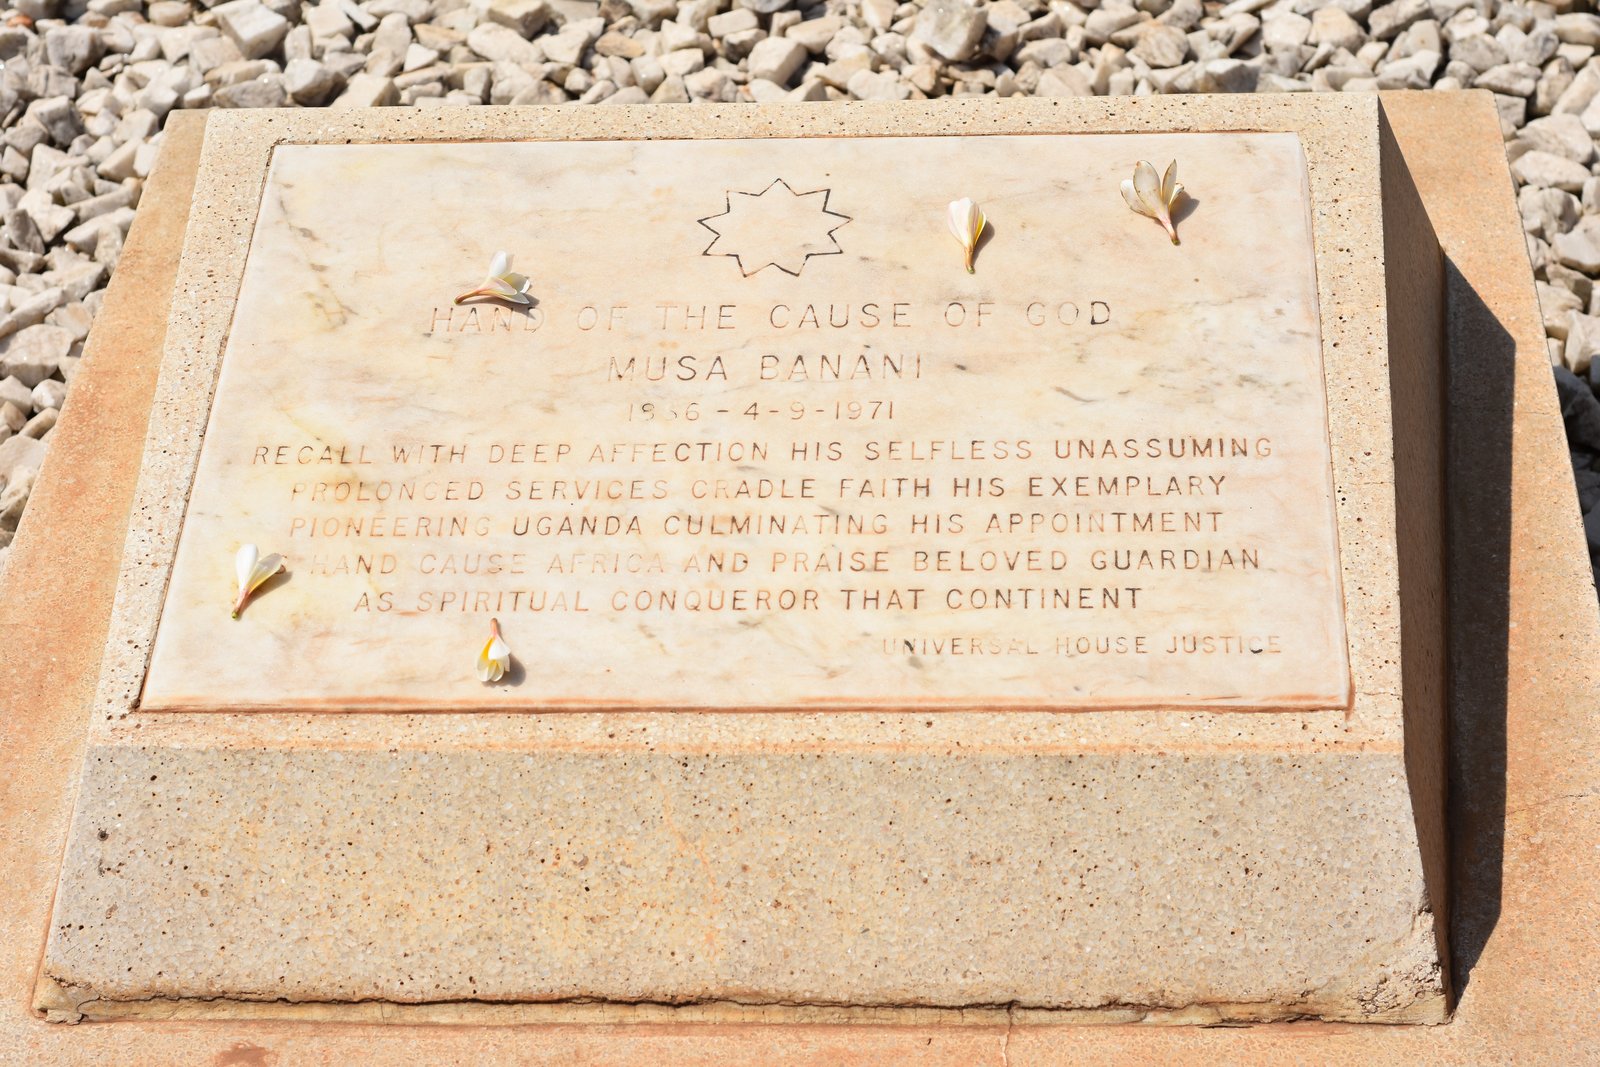 HAND OF THE CAUSE OF GOD
MUSA BANANI
1886-4-9-1971
RECALL WITH DEEP AFFECTION HIS SELFLESS UNASSUMING
PROLONGED SERVICES CRADLE FAITH HIS EXEMPLARY
PIONEERING UGANDA CULMINATING HIS APPOINTMENT
HAND CAUSE AFRICA AND PRAISE BELOVED GUARDIAN
AS SPIRITUAL CONQUEROR THAT CONTINENT
UNIVERSAL HOUSE JUSTICE